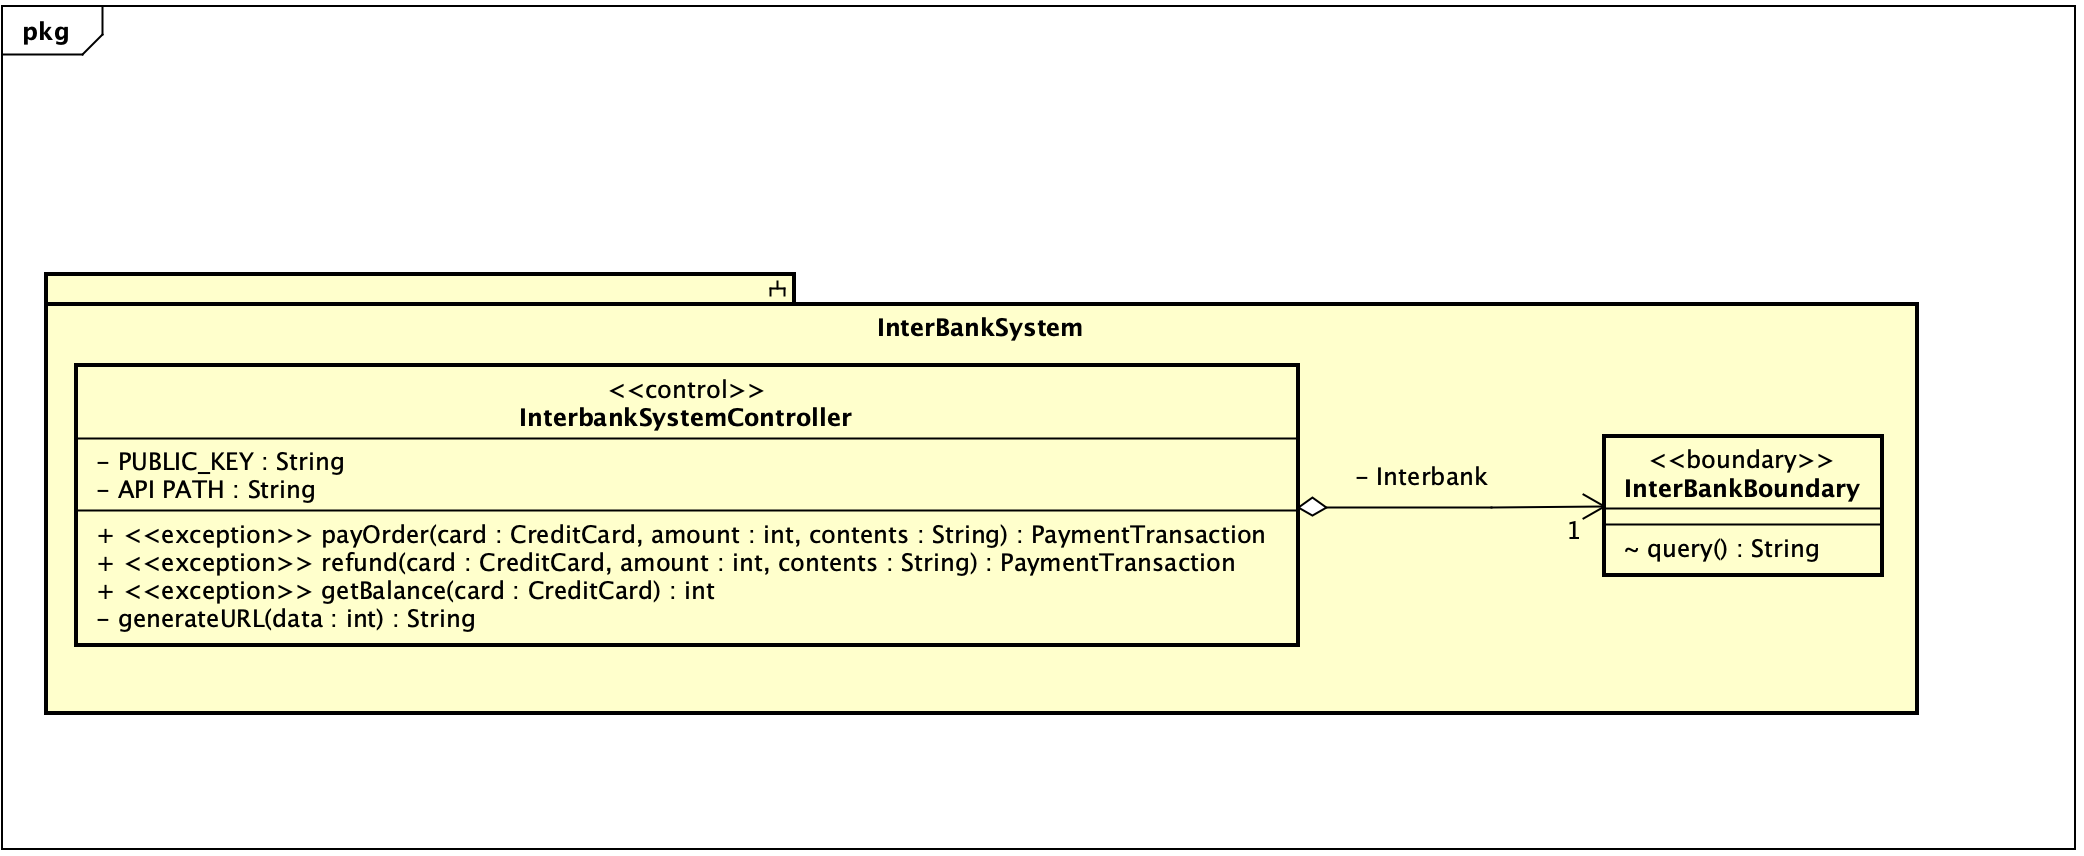 pkg
InterBankSystem
<<control>>
InterbankSystemController
- PUBLIC_KEY : String
- API PATH : String
+ <<exception>> payOrder(card : CreditCard, amount : int, contents : String) : PaymentTransaction
+ <<exception>> refund(card : CreditCard, amount : int, contents : String) : PaymentTransaction
+ <<exception>> getBalance(card : CreditCard) : int
- generateURL(data : int) : String
- Interbank
1
<<boundary>>
InterBankBoundary
~ query() : String